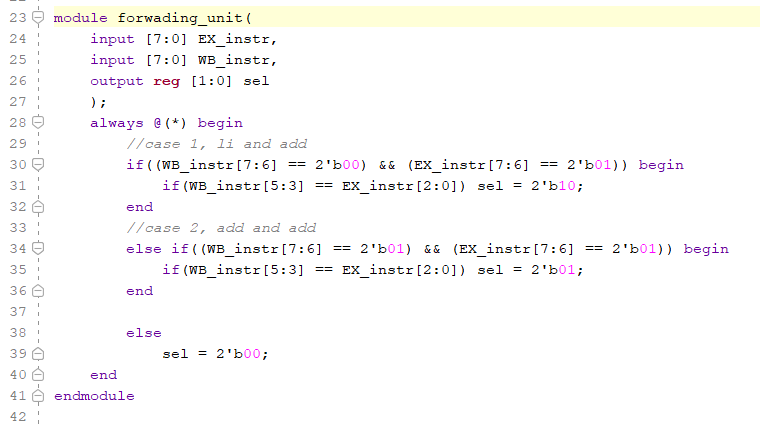 23 module forwading_unit(
24 input [7:0] EX_instr,
25 input [7:0] WB_instr,
26 output reg [1:0] sel
27 );
28 always @(*) begin
29 //case 1, li and add
30 if((WB_instr[7:6] == 2'b00) && (EX_instr[7:6] == 2'b01)) begin
31 if(WB_instr[5:3] == EX_instr[2:0]) sel = 2'b10;
32 end
33 //case 2, add and add
34 else if((WB_instr[7:6] == 2'b01) && (EX_instr[7:6] == 2'b01)) begin
35 if(WB_instr[5:3] == EX_instr[2:0]) sel = 2'b01;
36 end
37
38 else
39 sel = 2'b00;
40 end
41 endmodule
42